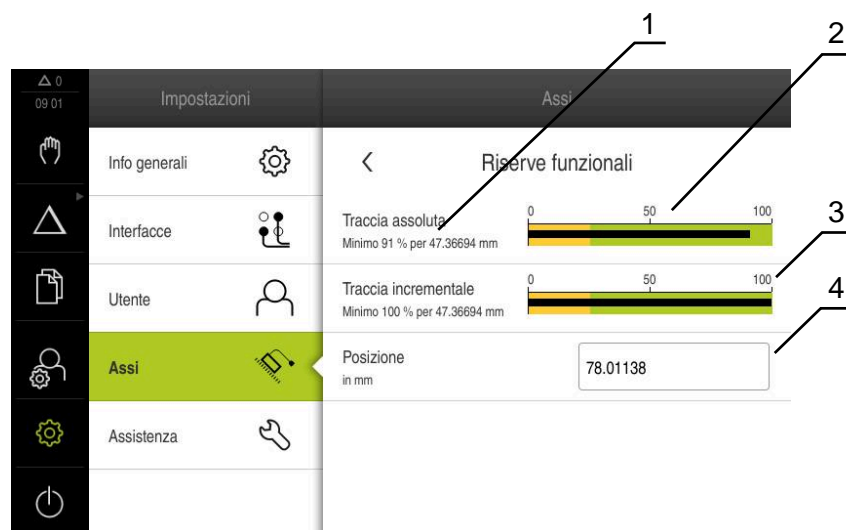 1
2
0
09 01
Impostazioni
Assi
Info generali
Riserve funzionali
Interfacce
Traccia assoluta
Minimo 91 % per 47.36694 mm
0 50 100
3
Utente
Traccia incrementale
Minimo 100 % per 47.36694 mm
0 50 100
4
Assi
Posizione
in mm
78.01138
Assistenza